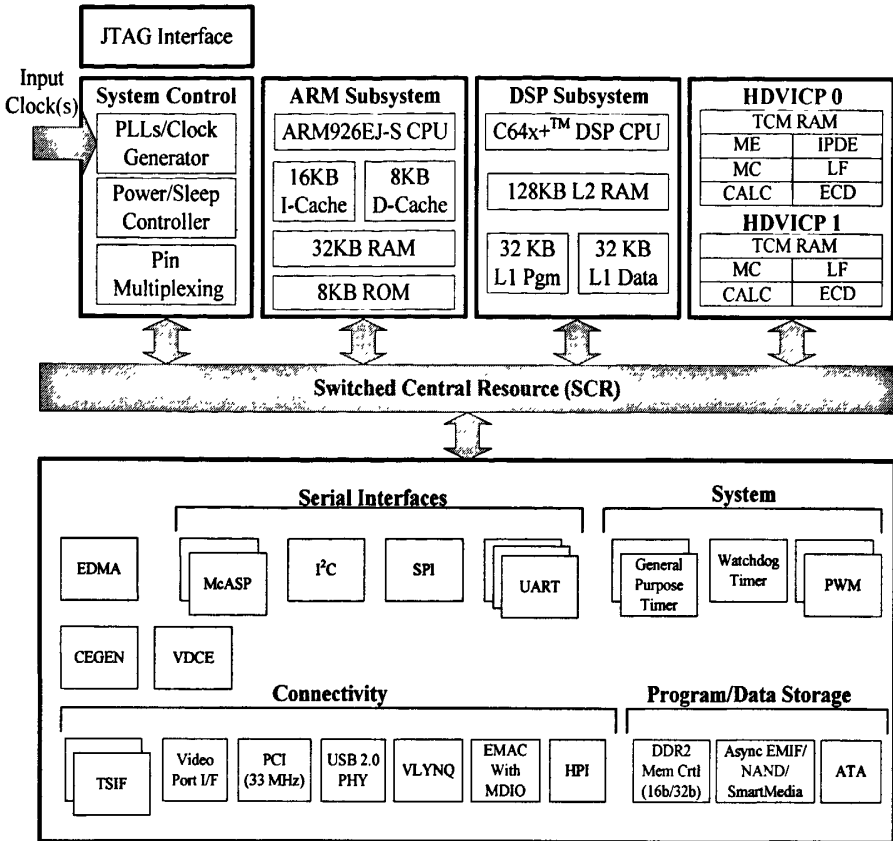 JTAG Interface
Input
Clock(s)
System Control
PLLs/Clock
Generator
Power/Sleep
Controller
Pin
Multiplexing
ARM Subsystem
ARM926EJ-S CPU
16KB
I-Cache
8KB
D-Cache
32KB RAM
8KB ROM
DSP Subsystem
C64x+™ DSP CPU
128KB L2 RAM
32 KB
L1 Pgm
32 KB
L1 Data
HDVICP 0
TCM RAM
ME IPDE
MC LF
CALC ECD
HDVICP 1
TCM RAM
MC LF
CALC ECD
Switched Central Resource (SCR)
Serial Interfaces
System
EDMA
McASP
I²C
SPI
UART
General
Purpose
Timer
Watchdog
Timer
PWM
CEGEN
VDCE
Connectivity
Program/Data Storage
TSIF
Video
Port I/F
PCI
(33 MHz)
USB 2.0
PHY
VLYNQ
EMAC
With
MDIO
HPI
DDR2
Mem Crtl
(16b/32b)
Async EMIF/
NAND/
SmartMedia
ATA